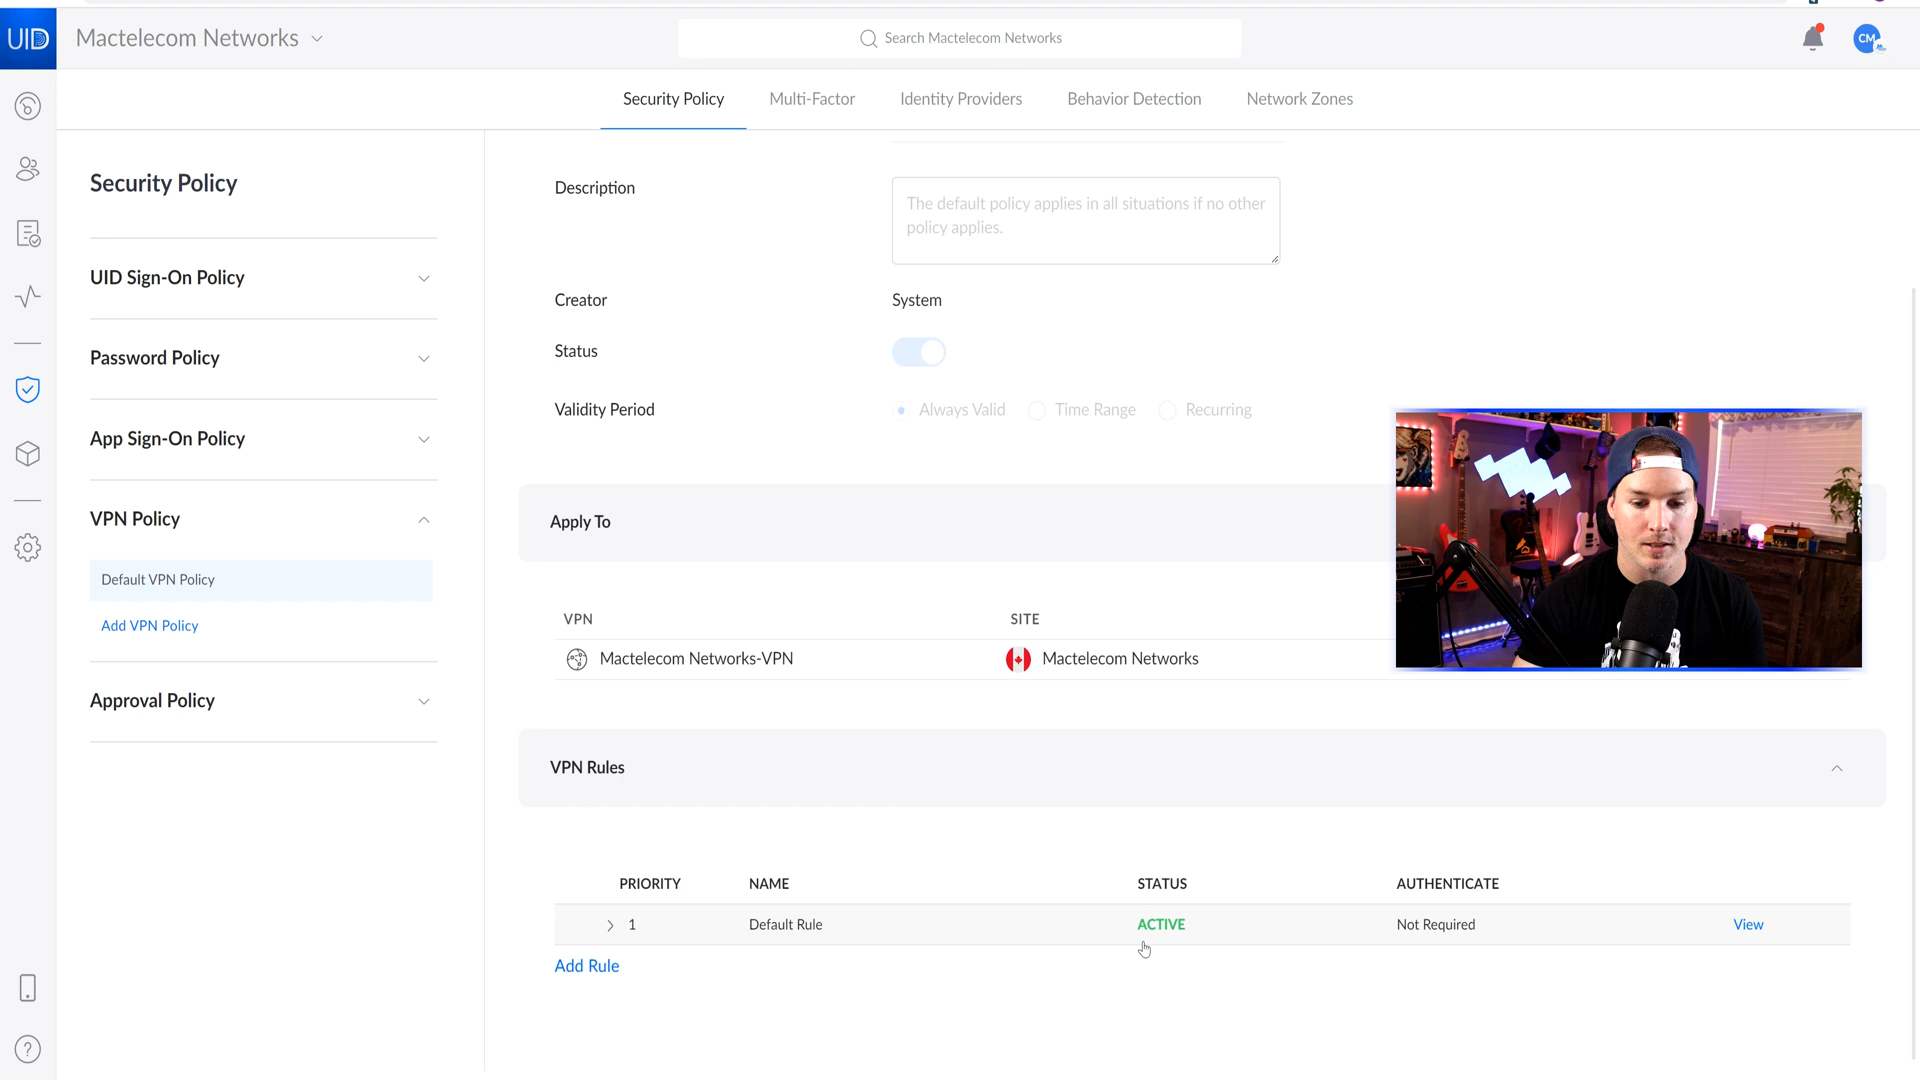 UID
Mactelecom Networks
Search Mactelecom Networks
CM
Security Policy
Multi-Factor
Identity Providers
Behavior Detection
Network Zones
Security Policy
UID Sign-On Policy
Password Policy
App Sign-On Policy
VPN Policy
Default VPN Policy
Add VPN Policy
Approval Policy
Description
The default policy applies in all situations if no other
policy applies.
Creator
System
Status
Validity Period
Always Valid
Time Range
Recurring
Apply To
VPN
SITE
Mactelecom Networks-VPN
Mactelecom Networks
VPN Rules
PRIORITY
NAME
STATUS
AUTHENTICATE
1
Default Rule
ACTIVE
Not Required
View
Add Rule
?